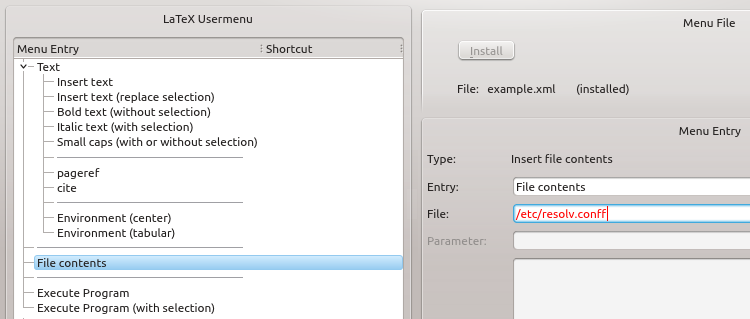 LaTeX Usermenu
Menu Entry Shortcut
Text
Insert text
Insert text (replace selection)
Bold text (without selection)
Italic text (with selection)
Small caps (with or without selection)
pageref
cite
Environment (center)
Environment (tabular)
File contents
Execute Program
Execute Program (with selection)
Menu File
Install
File: example.xml (installed)
Menu Entry
Type: Insert file contents
Entry: File contents
File: /etc/resolv.conff
Parameter: